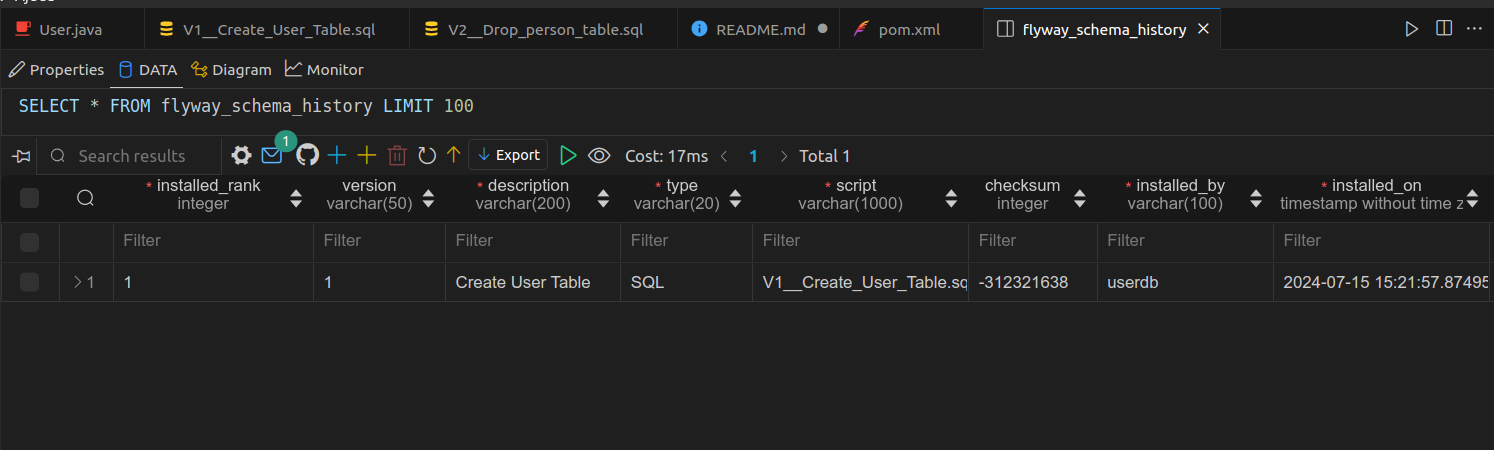 User.java V1__Create_User_Table.sql V2__Drop_person_table.sql README.md pom.xml flyway_schema_history
Properties DATA Diagram Monitor
SELECT * FROM flyway_schema_history LIMIT 100
Search results 1 Export Cost: 17ms 1 Total 1
* installed_rank version * description * type * script checksum * installed_by * installed_on
integer varchar(50) varchar(200) varchar(20) varchar(1000) integer varchar(100) timestamp without time z
Filter Filter Filter Filter Filter Filter Filter Filter
1 1 1 Create User Table SQL V1__Create_User_Table.sq -312321638 userdb 2024-07-15 15:21:57.87495